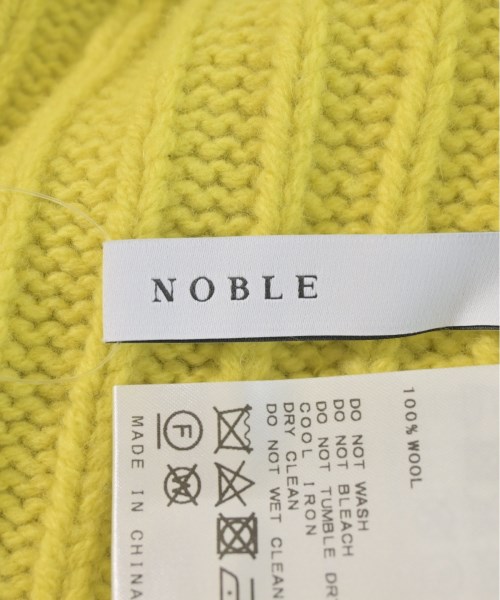 NOBLE
100% WOOL
DO NOT WASH
DO NOT BLEACH
DO NOT TUMBLE DR
COOL IRON
DRY CLEAN
DO NOT WET CLEAN
F
W
MADE IN CHINA